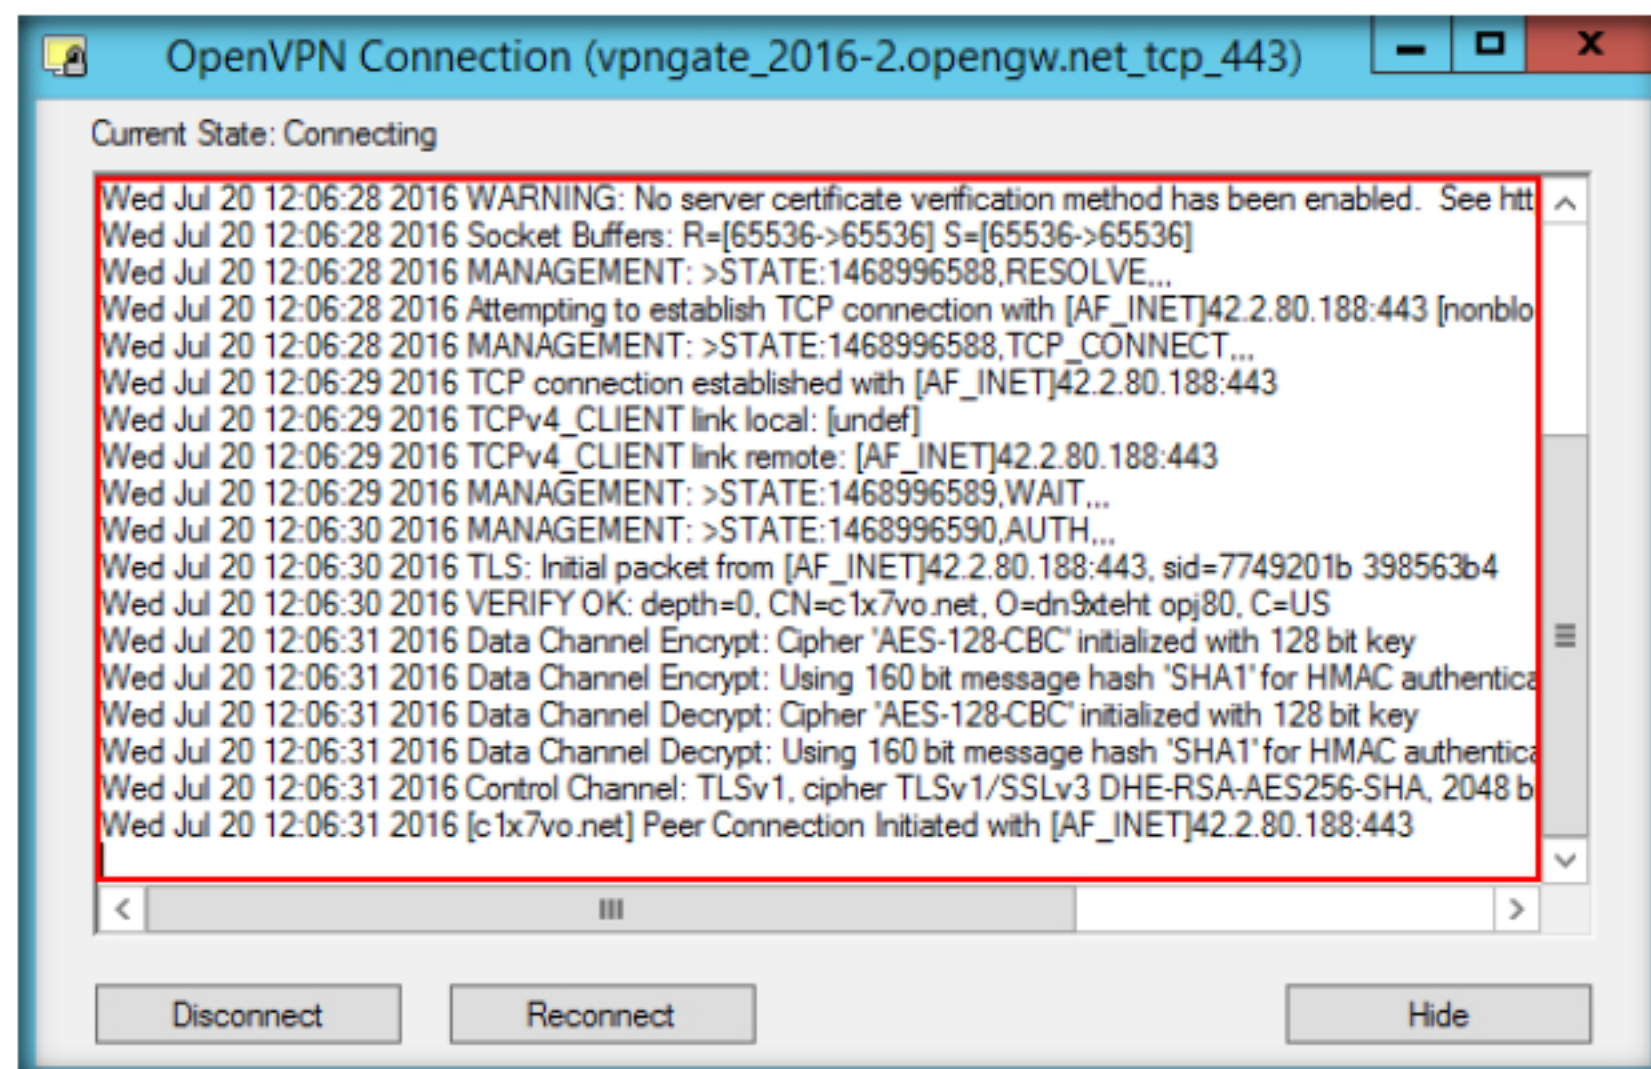 OpenVPN Connection (vpngate_2016-2.opengw.net_tcp_443)
Current State: Connecting
Wed Jul 20 12:06:28 2016 WARNING: No server certificate verification method has been enabled.  See htt
Wed Jul 20 12:06:28 2016 Socket Buffers: R=[65536->65536] S=[65536->65536]
Wed Jul 20 12:06:28 2016 MANAGEMENT: >STATE:1468996588,RESOLVE,,,
Wed Jul 20 12:06:28 2016 Attempting to establish TCP connection with [AF_INET]42.2.80.188:443 [nonblo
Wed Jul 20 12:06:28 2016 MANAGEMENT: >STATE:1468996588,TCP_CONNECT,,,
Wed Jul 20 12:06:29 2016 TCP connection established with [AF_INET]42.2.80.188:443
Wed Jul 20 12:06:29 2016 TCPv4_CLIENT link local: [undef]
Wed Jul 20 12:06:29 2016 TCPv4_CLIENT link remote: [AF_INET]42.2.80.188:443
Wed Jul 20 12:06:29 2016 MANAGEMENT: >STATE:1468996589,WAIT,,,
Wed Jul 20 12:06:30 2016 MANAGEMENT: >STATE:1468996590,AUTH,,,
Wed Jul 20 12:06:30 2016 TLS: Initial packet from [AF_INET]42.2.80.188:443, sid=7749201b 398563b4
Wed Jul 20 12:06:30 2016 VERIFY OK: depth=0, CN=c1x7vo.net, O=dn9xteht opj80, C=US
Wed Jul 20 12:06:31 2016 Data Channel Encrypt: Cipher 'AES-128-CBC' initialized with 128 bit key
Wed Jul 20 12:06:31 2016 Data Channel Encrypt: Using 160 bit message hash 'SHA1' for HMAC authentica
Wed Jul 20 12:06:31 2016 Data Channel Decrypt: Cipher 'AES-128-CBC' initialized with 128 bit key
Wed Jul 20 12:06:31 2016 Data Channel Decrypt: Using 160 bit message hash 'SHA1' for HMAC authentica
Wed Jul 20 12:06:31 2016 Control Channel: TLSv1, cipher TLSv1/SSLv3 DHE-RSA-AES256-SHA, 2048 b
Wed Jul 20 12:06:31 2016 [c1x7vo.net] Peer Connection Initiated with [AF_INET]42.2.80.188:443
Disconnect
Reconnect
Hide